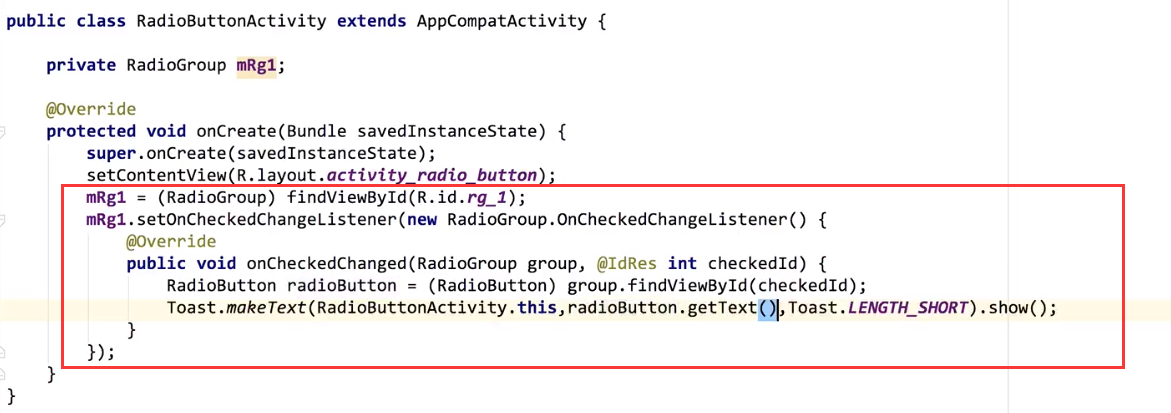 public class RadioButtonActivity extends AppCompatActivity {
private RadioGroup mRg1;
@Override
protected void onCreate(Bundle savedInstanceState) {
super.onCreate(savedInstanceState);
setContentView(R.layout.activity_radio_button);
mRg1 = (RadioGroup) findViewById(R.id.rg_1);
mRg1.setOnCheckedChangeListener(new RadioGroup.OnCheckedChangeListener() {
@Override
public void onCheckedChanged(RadioGroup group, @IdRes int checkedId) {
RadioButton radioButton = (RadioButton) group.findViewById(checkedId);
Toast.makeText(RadioButtonActivity.this,radioButton.getText(),Toast.LENGTH_SHORT).show();
}
});
}
}